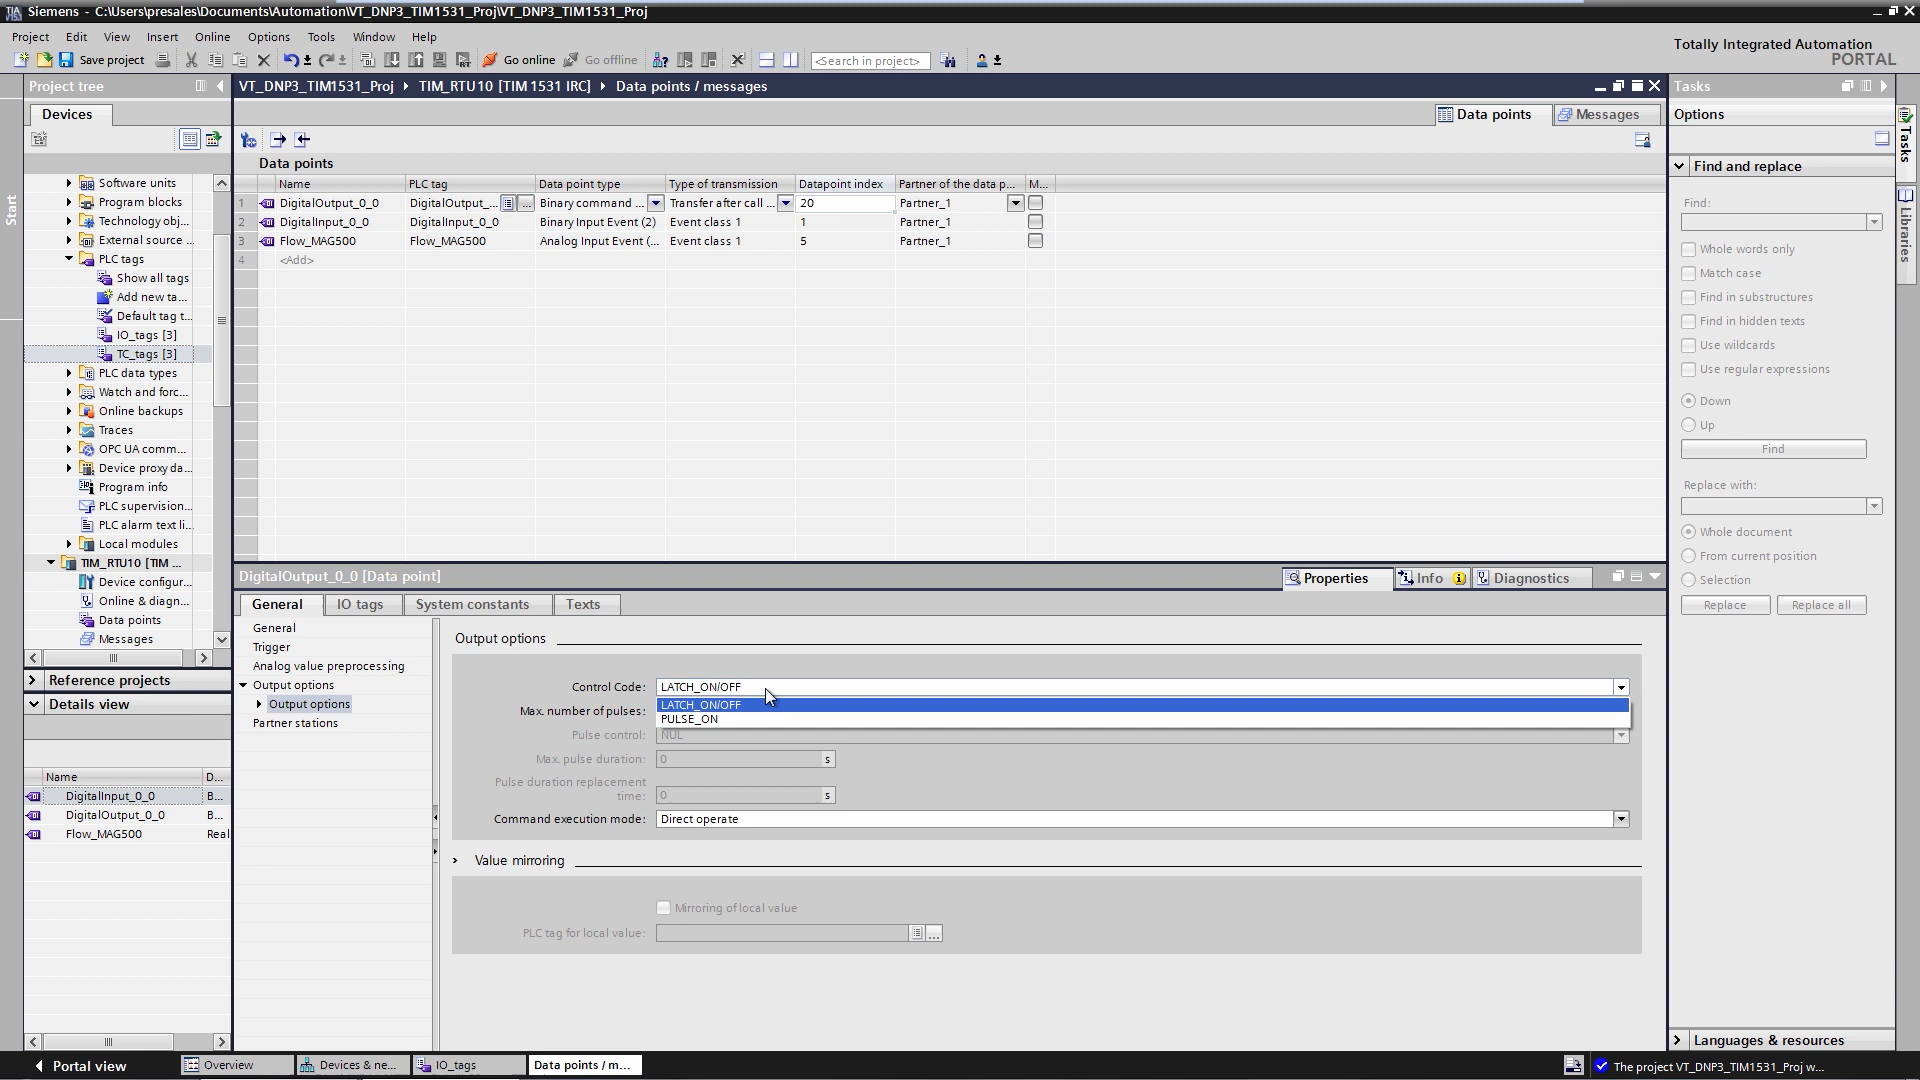 Siemens - C:\Users\presales\Documents\Automation\VT_DNP3_TIM1531_Proj\VT_DNP3_TIM1531_Proj
Project Edit View Insert Online Options Tools Window Help
Save project Go online Go offline <Search in project>
Totally Integrated Automation
PORTAL
Start
Project tree
Devices
Software units
Program blocks
Technology obj...
External source ...
PLC tags
Show all tags
Add new ta...
Default tag t...
IO_tags [3]
TC_tags [3]
PLC data types
Watch and forc...
Online backups
Traces
OPC UA comm...
Device proxy da...
Program info
PLC supervision...
PLC alarm text li...
Local modules
TIM_RTU10 [TIM ...
Device configur...
Online & diagn...
Data points
Messages
Reference projects
Details view
Name D...
DigitalInput_0_0 B...
DigitalOutput_0_0 B...
Flow_MAG500 Real
VT_DNP3_TIM1531_Proj TIM_RTU10 [TIM 1531 IRC] Data points / messages
Data points Messages
Data points
Name PLC tag Data point type Type of transmission Datapoint index Partner of the data p... M...
1 DigitalOutput_0_0 DigitalOutput_... Binary command ... Transfer after call ... 20 Partner_1
2 DigitalInput_0_0 DigitalInput_0_0 Binary Input Event (2) Event class 1 1 Partner_1
3 Flow_MAG500 Flow_MAG500 Analog Input Event (... Event class 1 5 Partner_1
4 <Add>
DigitalOutput_0_0 [Data point]
Properties Info Diagnostics
General IO tags System constants Texts
General
Trigger
Analog value preprocessing
Output options
Output options
Partner stations
Output options
Control Code: LATCH_ON/OFF
LATCH_ON/OFF
PULSE_ON
Max. number of pulses:
Pulse control: NUL
Max. pulse duration: 0 s
Pulse duration replacement
time: 0 s
Command execution mode: Direct operate
Value mirroring
Mirroring of local value
PLC tag for local value:
Tasks
Options
Find and replace
Find:
Whole words only
Match case
Find in substructures
Find in hidden texts
Use wildcards
Use regular expressions
Down
Up
Find
Replace with:
Whole document
From current position
Selection
Replace Replace all
Languages & resources
Tasks
Libraries
Portal view Overview Devices & ne... IO_tags Data points / m...
The project VT_DNP3_TIM1531_Proj w...